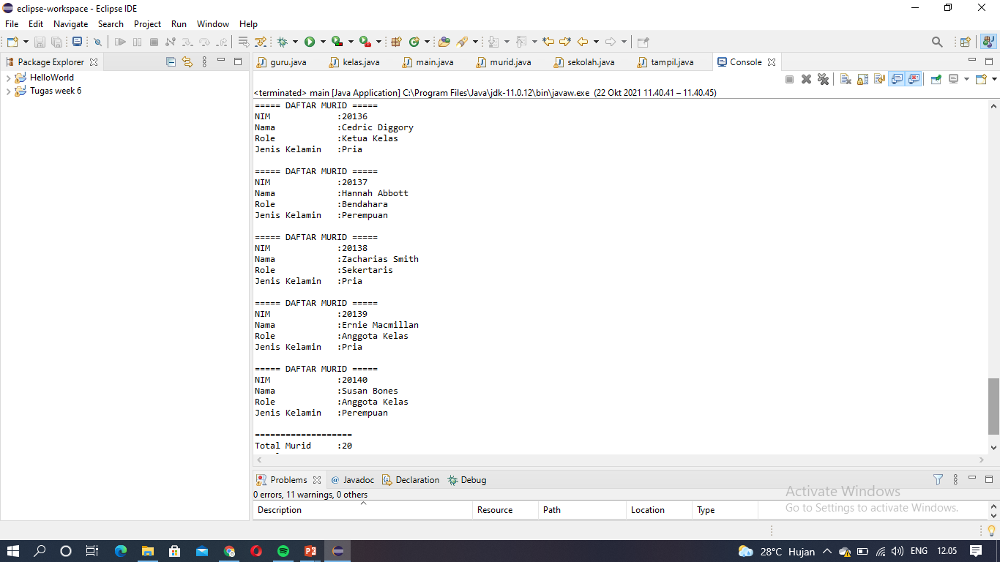 eclipse-workspace - Eclipse IDE
File Edit Navigate Search Project Run Window Help
Package Explorer
HelloWorld
Tugas week 6
guru.java kelas.java main.java murid.java sekolah.java tampil.java Console
<terminated> main [Java Application] C:\Program Files\Java\jdk-11.0.12\bin\javaw.exe (22 Okt 2021 11.40.41 – 11.40.45)
===== DAFTAR MURID =====
NIM :20136
Nama :Cedric Diggory
Role :Ketua Kelas
Jenis Kelamin :Pria
===== DAFTAR MURID =====
NIM :20137
Nama :Hannah Abbott
Role :Bendahara
Jenis Kelamin :Perempuan
===== DAFTAR MURID =====
NIM :20138
Nama :Zacharias Smith
Role :Sekertaris
Jenis Kelamin :Pria
===== DAFTAR MURID =====
NIM :20139
Nama :Ernie Macmillan
Role :Anggota Kelas
Jenis Kelamin :Pria
===== DAFTAR MURID =====
NIM :20140
Nama :Susan Bones
Role :Anggota Kelas
Jenis Kelamin :Perempuan
===================
Total Murid :20
Problems @ Javadoc Declaration Debug
0 errors, 11 warnings, 0 others
Description Resource Path Location Type
Activate Windows
Go to Settings to activate Windows.
28°C Hujan ENG 12.05